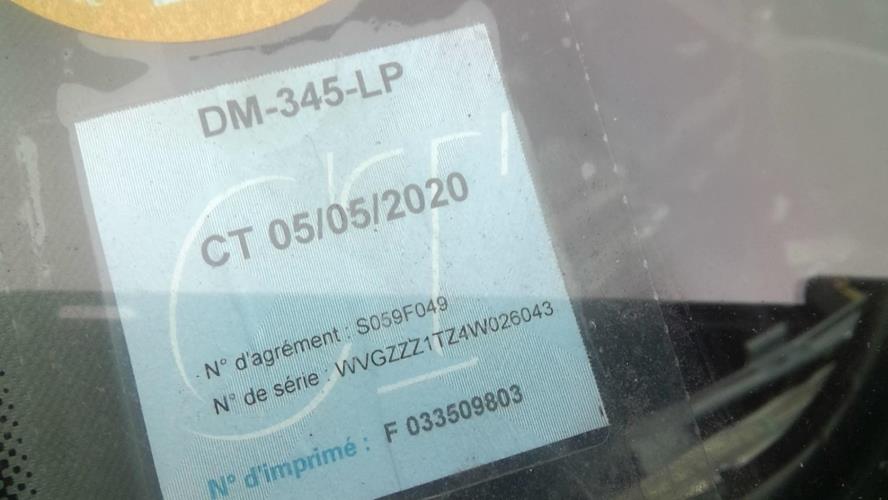 DM-345-LP
CT 05/05/2020
N° d'agrément : S059F049
N° de série : WVGZZZ1TZ4W026043
N° d'imprimé : F 033509803